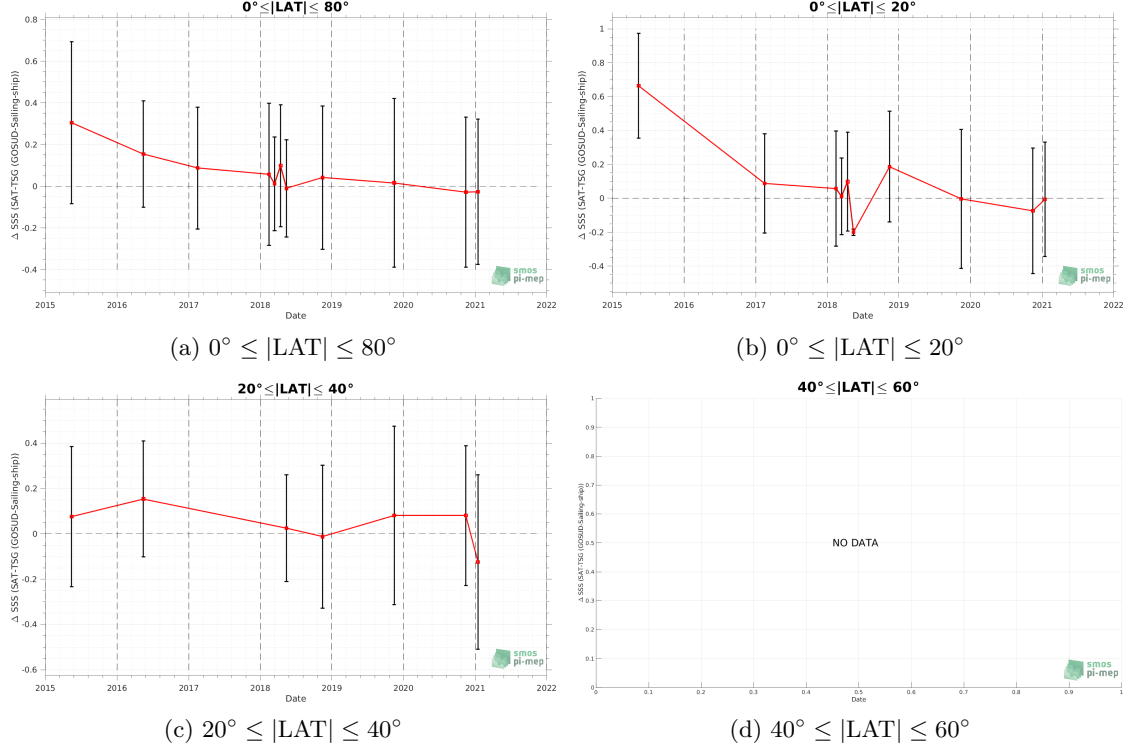 0°≤|LAT|≤ 80°
Δ SSS (SAT-TSG (GOSUD-Sailing-ship))
0.8
0.6
0.4
0.2
0
-0.2
-0.4
2015 2016 2017 2018 2019 2020 2021 2022
Date
smos
pi-mep
(a) 0° ≤ |LAT| ≤ 80°
0°≤|LAT|≤ 20°
Δ SSS (SAT-TSG (GOSUD-Sailing-ship))
1
0.8
0.6
0.4
0.2
0
-0.2
-0.4
2015 2016 2017 2018 2019 2020 2021 2022
Date
smos
pi-mep
(b) 0° ≤ |LAT| ≤ 20°
20°≤|LAT|≤ 40°
Δ SSS (SAT-TSG (GOSUD-Sailing-ship))
0.4
0.2
0
-0.2
-0.4
-0.6
2015 2016 2017 2018 2019 2020 2021 2022
Date
smos
pi-mep
(c) 20° ≤ |LAT| ≤ 40°
40°≤|LAT|≤ 60°
Δ SSS (SAT-TSG (GOSUD-Sailing-ship))
1
0.9
0.8
0.7
0.6
0.5
0.4
0.3
0.2
0.1
0
NO DATA
0 0.1 0.2 0.3 0.4 0.5 0.6 0.7 0.8 0.9 1
Date
smos
pi-mep
(d) 40° ≤ |LAT| ≤ 60°